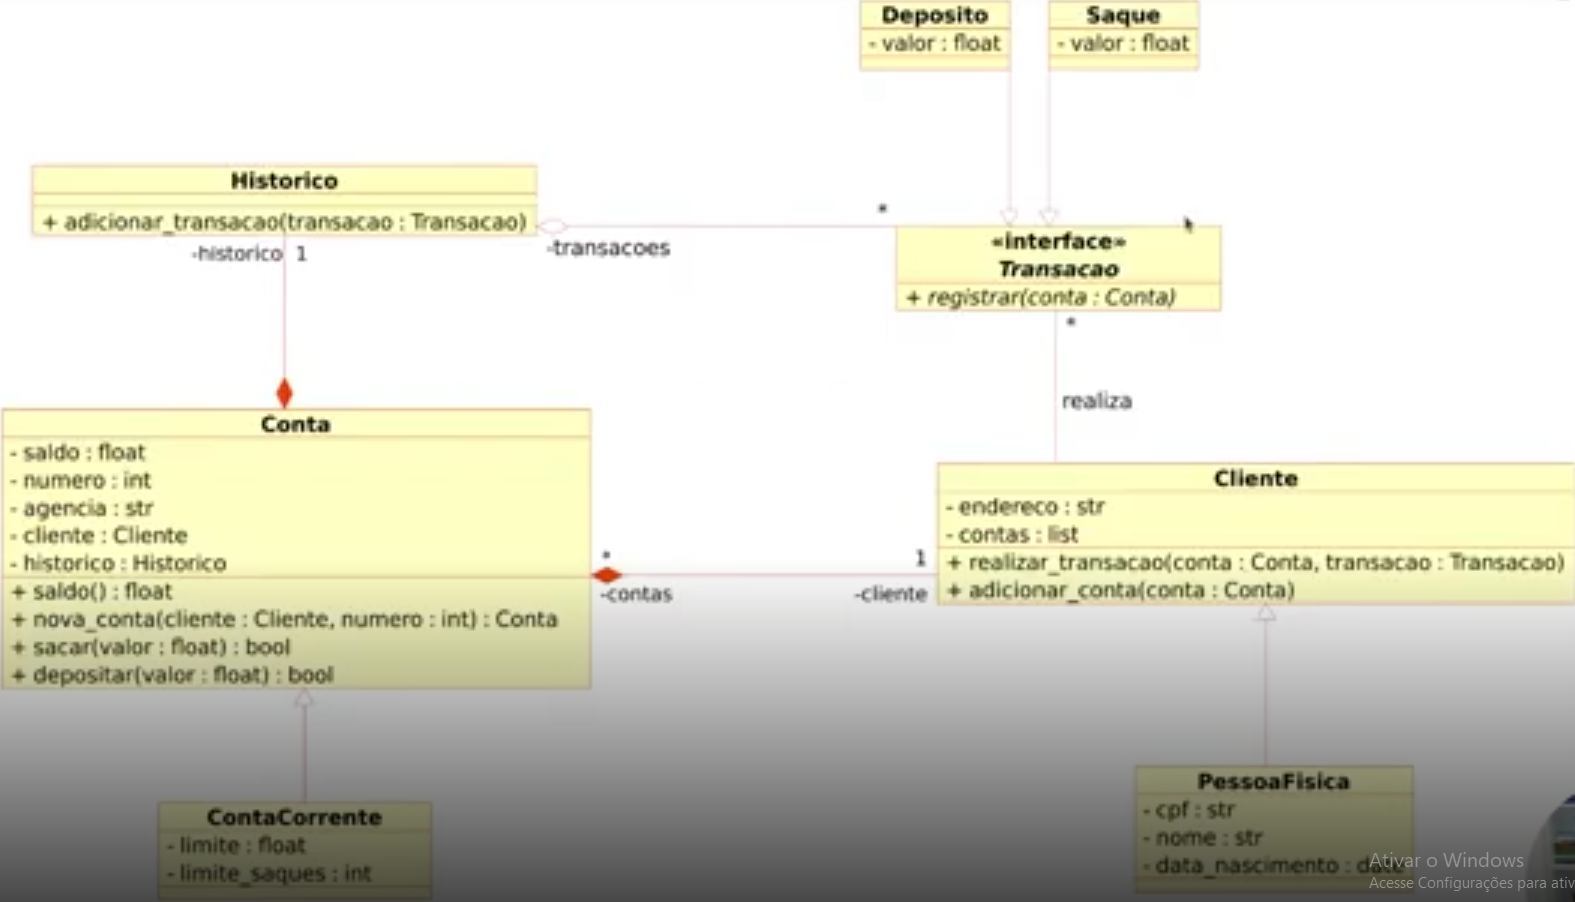 Deposito
- valor : float
Saque
- valor : float
Historico
+ adicionar_transacao(transacao : Transacao)
-historico 1
-transacoes
*
«interface»
Transacao
+ registrar(conta : Conta)
*
realiza
Conta
- saldo : float
- numero : int
- agencia : str
- cliente : Cliente
- historico : Historico
+ saldo() : float
+ nova_conta(cliente : Cliente, numero : int) : Conta
+ sacar(valor : float) : bool
+ depositar(valor : float) : bool
*
-contas
1
-cliente
Cliente
- endereco : str
- contas : list
+ realizar_transacao(conta : Conta, transacao : Transacao)
+ adicionar_conta(conta : Conta)
ContaCorrente
- limite : float
- limite_saques : int
PessoaFisica
- cpf : str
- nome : str
- data_nascimento : date
Ativar o Windows
Acesse Configurações para ativ